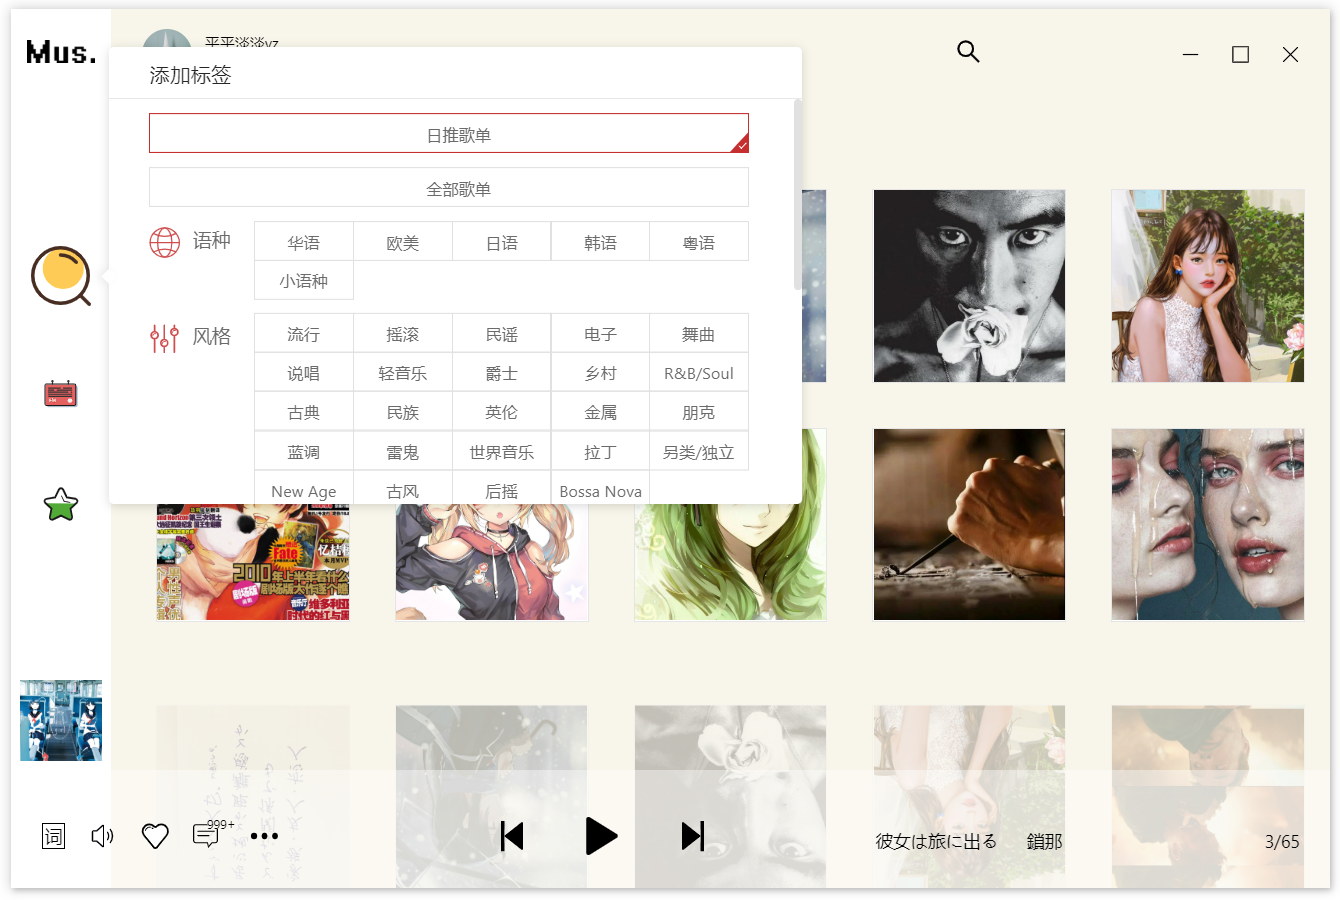 Mus.
平平淡淡vz
添加标签
日推歌单
全部歌单
语种
华语 欧美 日语 韩语 粤语
小语种
风格
流行 摇滚 民谣 电子 舞曲
说唱 轻音乐 爵士 乡村 R&B/Soul
古典 民族 英伦 金属 朋克
蓝调 雷鬼 世界音乐 拉丁 另类/独立
New Age 古风 后摇 Bossa Nova
Fate
2010年上半年看什么
剧场版
词
999+
彼女は旅に出る 鎖那
3/65